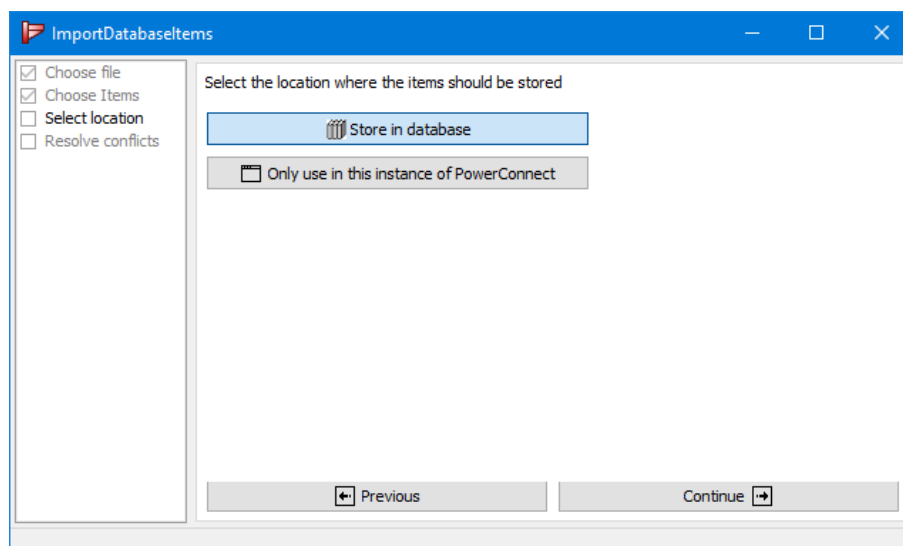 ImportDatabaseItems
Choose file
Choose Items
Select location
Resolve conflicts
Select the location where the items should be stored
Store in database
Only use in this instance of PowerConnect
Previous
Continue